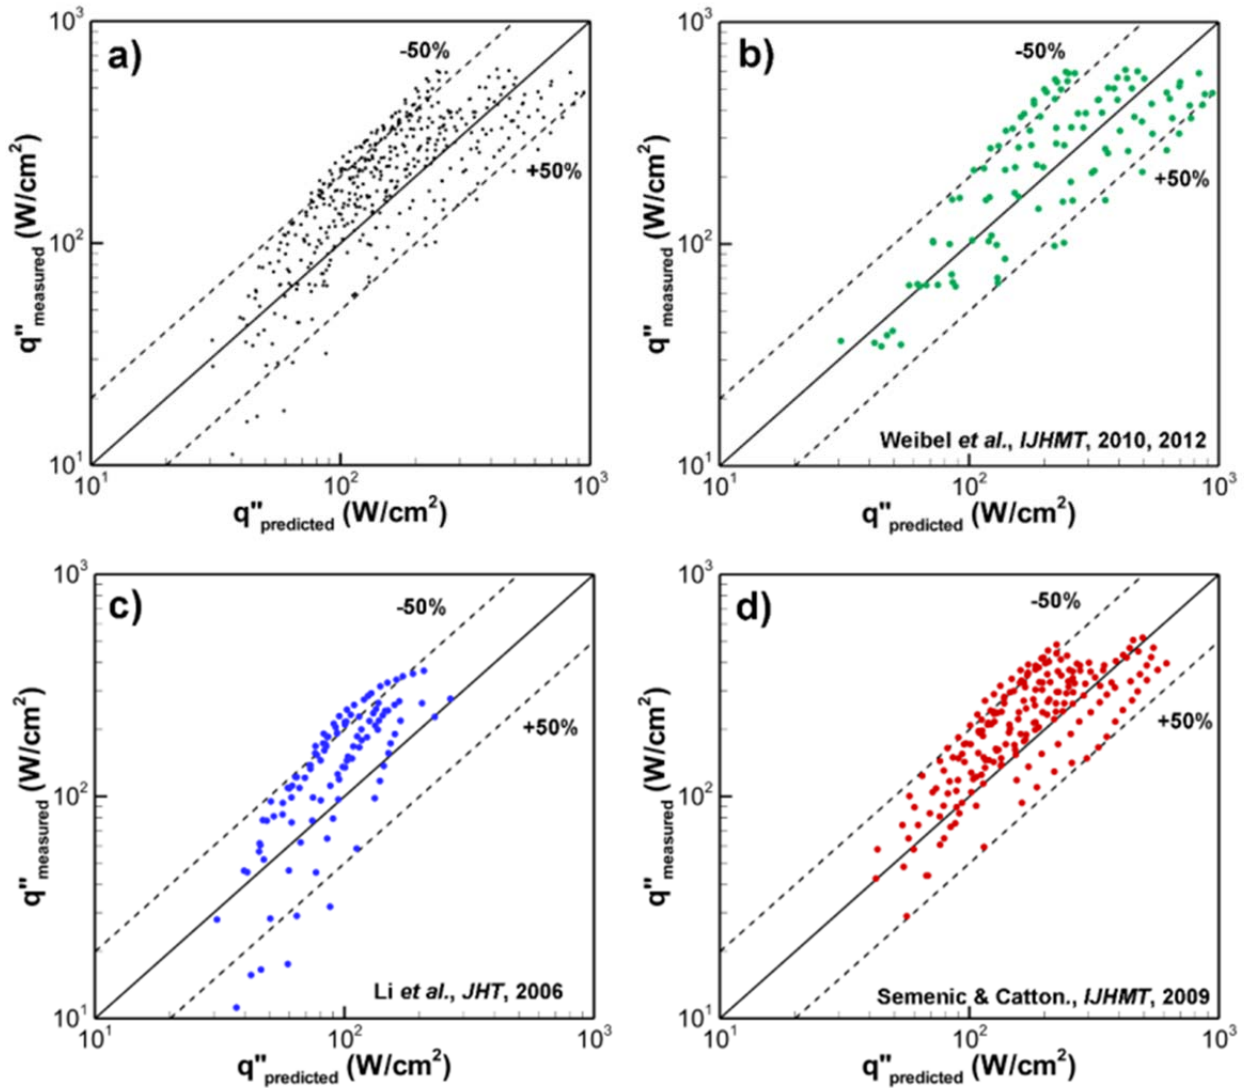 a)
-50%
+50%
10³
10²
10¹
q"measured (W/cm²)
10¹ 10² 10³
q"predicted (W/cm²)
b)
-50%
+50%
Weibel et al., IJHMT, 2010, 2012
10³
10²
10¹
q"measured (W/cm²)
10¹ 10² 10³
q"predicted (W/cm²)
c)
-50%
+50%
Li et al., JHT, 2006
10³
10²
10¹
q"measured (W/cm²)
10¹ 10² 10³
q"predicted (W/cm²)
d)
-50%
+50%
Semenic & Catton., IJHMT, 2009
10³
10²
10¹
q"measured (W/cm²)
10¹ 10² 10³
q"predicted (W/cm²)